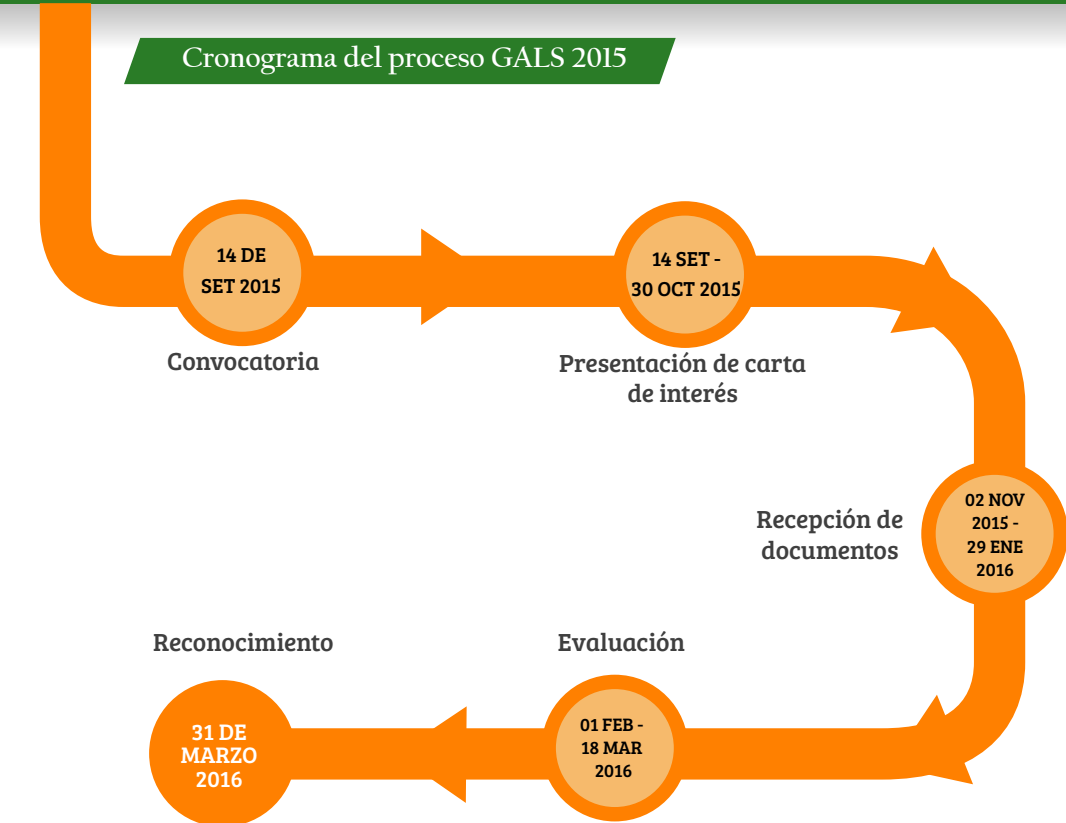 Cronograma del proceso GALS 2015
14 DE
SET 2015
Convocatoria
14 SET -
30 OCT 2015
Presentación de carta
de interés
02 NOV
2015 -
29 ENE
2016
Recepción de
documentos
Evaluación
01 FEB -
18 MAR
2016
Reconocimiento
31 DE
MARZO
2016